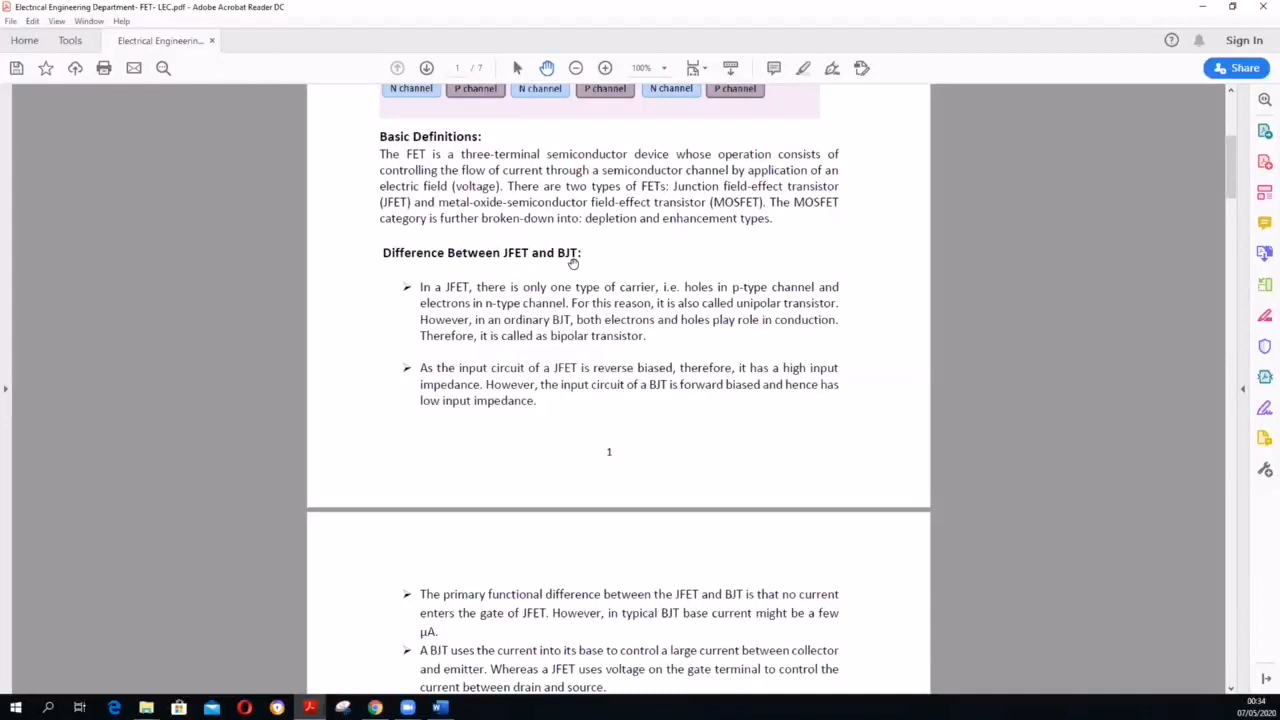 Electrical Engineering Department- FET- LEC.pdf - Adobe Acrobat Reader DC
File Edit View Window Help
Home Tools Electrical Engineerin... ×
Sign In
1 / 7 100% Share
N channel P channel N channel P channel N channel P channel
Basic Definitions:
The FET is a three-terminal semiconductor device whose operation consists of
controlling the flow of current through a semiconductor channel by application of an
electric field (voltage). There are two types of FETs: Junction field-effect transistor
(JFET) and metal-oxide-semiconductor field-effect transistor (MOSFET). The MOSFET
category is further broken-down into: depletion and enhancement types.
Difference Between JFET and BJT:
➢ In a JFET, there is only one type of carrier, i.e. holes in p-type channel and
electrons in n-type channel. For this reason, it is also called unipolar transistor.
However, in an ordinary BJT, both electrons and holes play role in conduction.
Therefore, it is called as bipolar transistor.
➢ As the input circuit of a JFET is reverse biased, therefore, it has a high input
impedance. However, the input circuit of a BJT is forward biased and hence has
low input impedance.
1
➢ The primary functional difference between the JFET and BJT is that no current
enters the gate of JFET. However, in typical BJT base current might be a few
µA.
➢ A BJT uses the current into its base to control a large current between collector
and emitter. Whereas a JFET uses voltage on the gate terminal to control the
current between drain and source.
00:34
07/05/2020